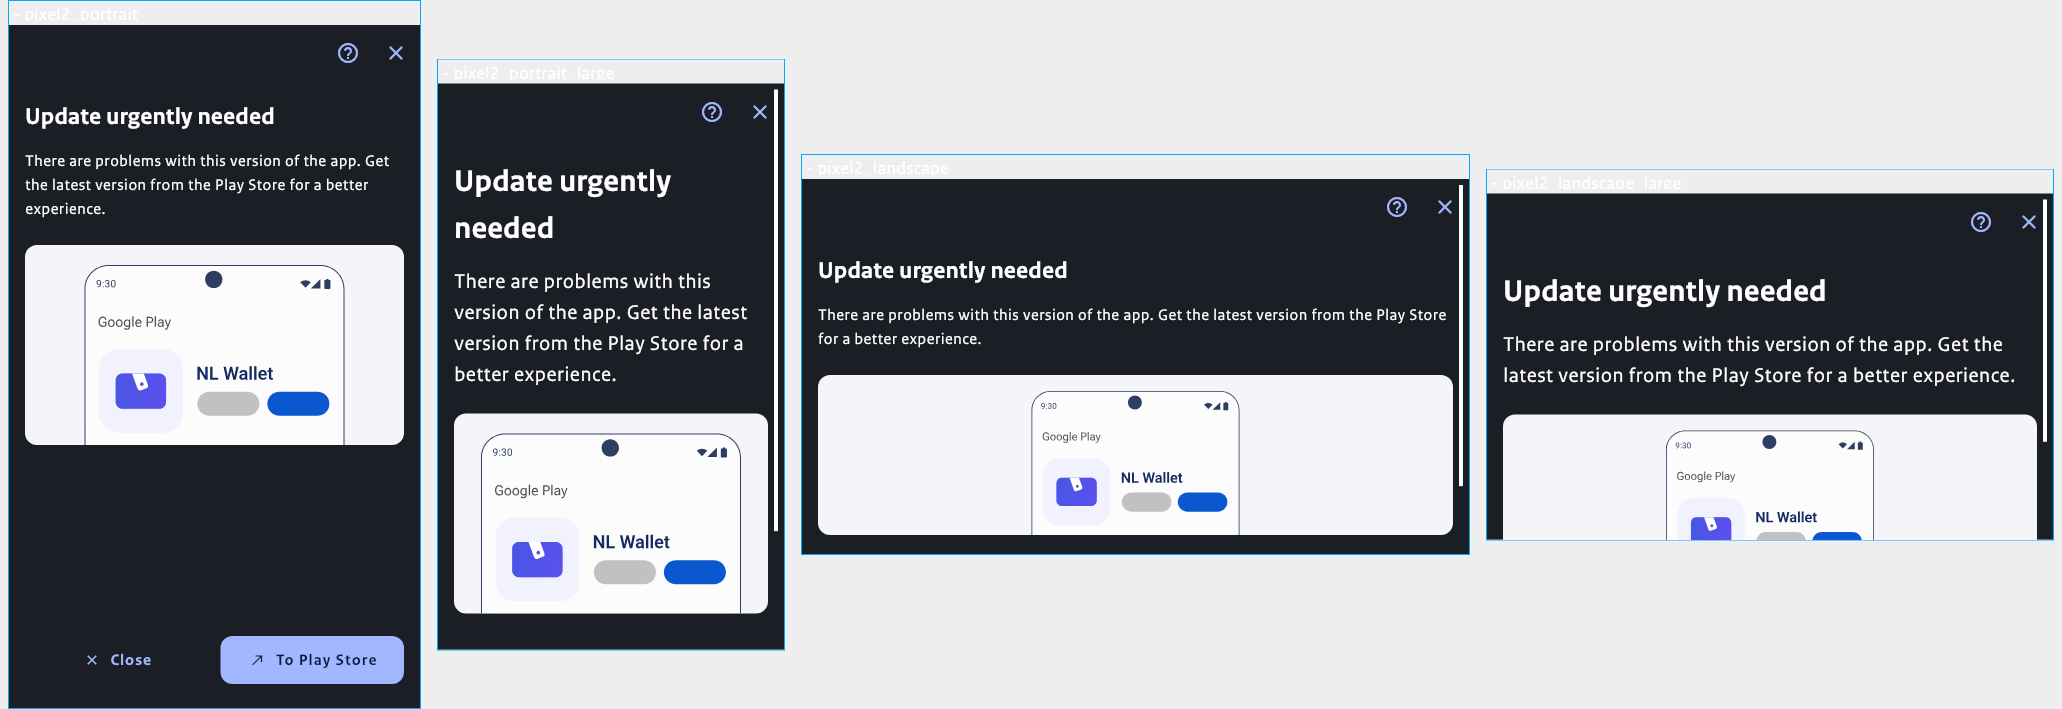 - pixel2_portrait
Update urgently needed
There are problems with this version of the app. Get
the latest version from the Play Store for a better
experience.
9:30
Google Play
NL Wallet
Close
To Play Store
- pixel2_portrait_large
Update urgently
needed
There are problems with this
version of the app. Get the latest
version from the Play Store for a
better experience.
9:30
Google Play
NL Wallet
- pixel2_landscape
Update urgently needed
There are problems with this version of the app. Get the latest version from the Play Store
for a better experience.
9:30
Google Play
NL Wallet
- pixel2_landscape_large
Update urgently needed
There are problems with this version of the app. Get the
latest version from the Play Store for a better experience.
9:30
Google Play
NL Wallet